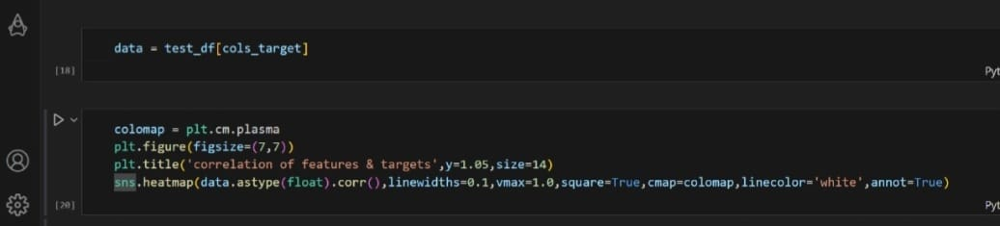 data = test_df[cols_target]
[18]
Pyt
colomap = plt.cm.plasma
plt.figure(figsize=(7,7))
plt.title('correlation of features & targets',y=1.05,size=14)
sns.heatmap(data.astype(float).corr(),linewidths=0.1,vmax=1.0,square=True,cmap=colomap,linecolor='white',annot=True)
[20]
Pyt